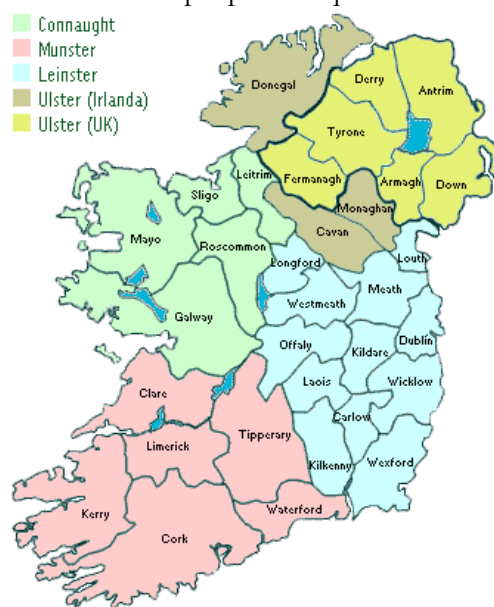 Connaught
Munster
Leinster
Ulster (Irlanda)
Ulster (UK)
Donegal
Derry
Antrim
Tyrone
Fermanagh
Armagh
Down
Monaghan
Cavan
Leitrim
Sligo
Mayo
Roscommon
Galway
Longford
Louth
Meath
Westmeath
Offaly
Dublin
Kildare
Laois
Wicklow
Carlow
Kilkenny
Wexford
Clare
Limerick
Tipperary
Waterford
Kerry
Cork